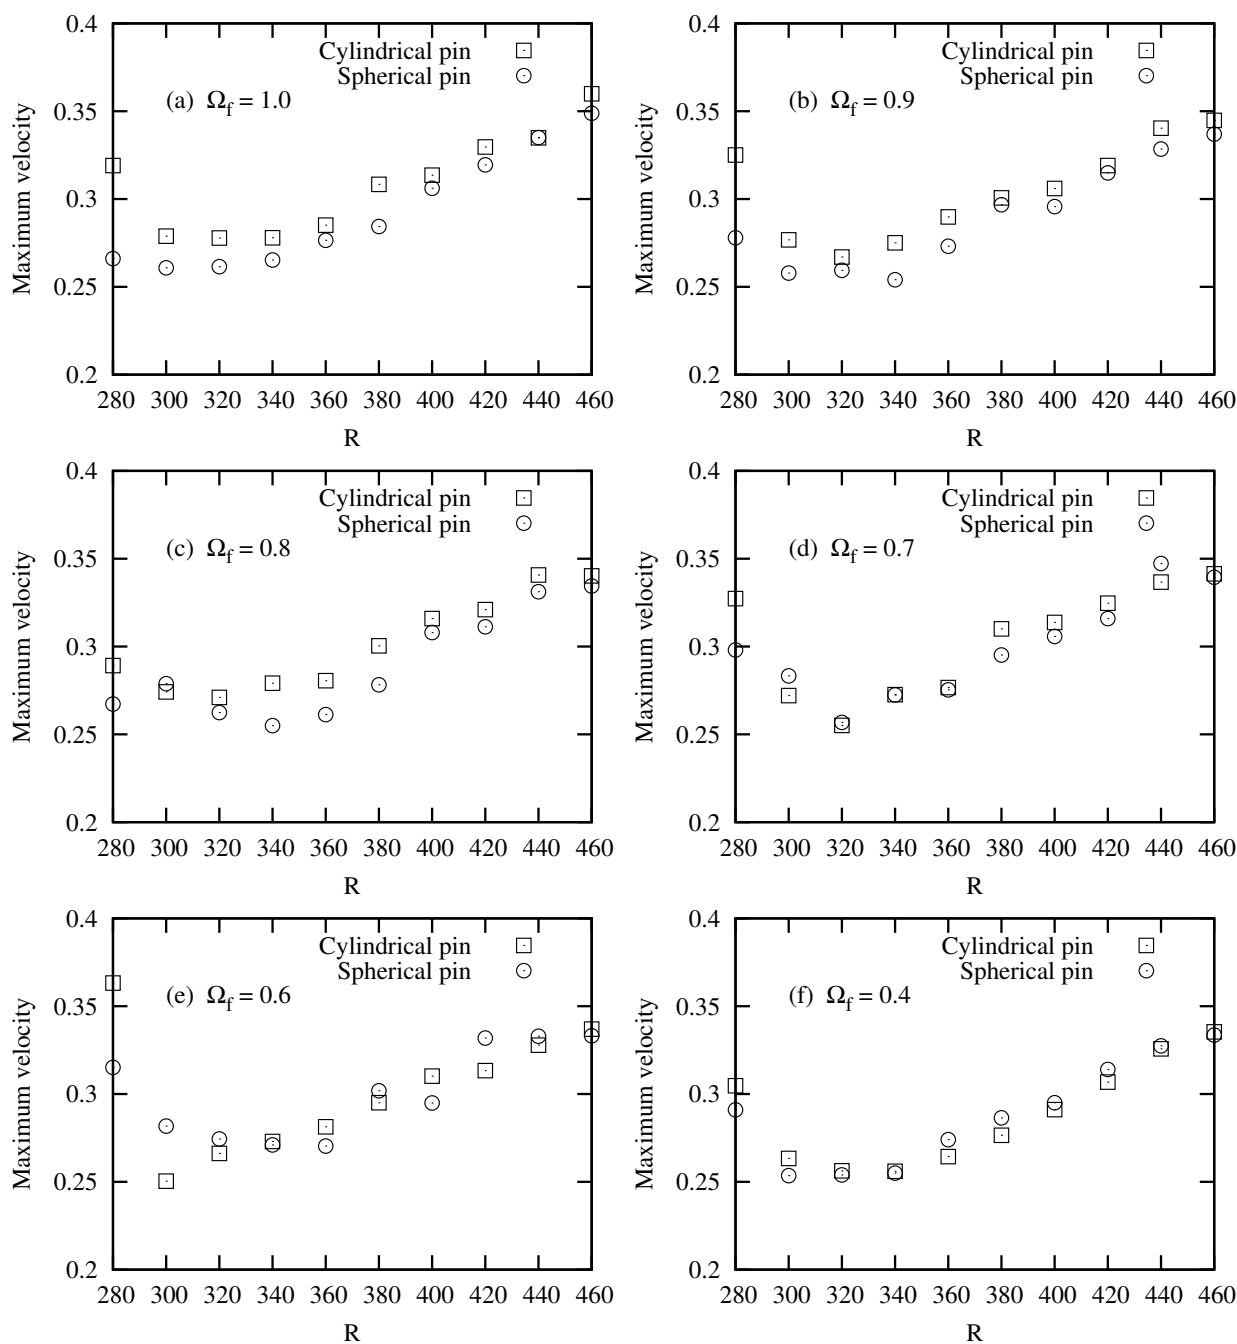 0.4
0.35
0.3
0.25
0.2
Maximum velocity
Cylindrical pin
Spherical pin
(a) Ω_f = 1.0
280 300 320 340 360 380 400 420 440 460
R
0.4
0.35
0.3
0.25
0.2
Maximum velocity
Cylindrical pin
Spherical pin
(b) Ω_f = 0.9
280 300 320 340 360 380 400 420 440 460
R
0.4
0.35
0.3
0.25
0.2
Maximum velocity
Cylindrical pin
Spherical pin
(c) Ω_f = 0.8
280 300 320 340 360 380 400 420 440 460
R
0.4
0.35
0.3
0.25
0.2
Maximum velocity
Cylindrical pin
Spherical pin
(d) Ω_f = 0.7
280 300 320 340 360 380 400 420 440 460
R
0.4
0.35
0.3
0.25
0.2
Maximum velocity
Cylindrical pin
Spherical pin
(e) Ω_f = 0.6
280 300 320 340 360 380 400 420 440 460
R
0.4
0.35
0.3
0.25
0.2
Maximum velocity
Cylindrical pin
Spherical pin
(f) Ω_f = 0.4
280 300 320 340 360 380 400 420 440 460
R